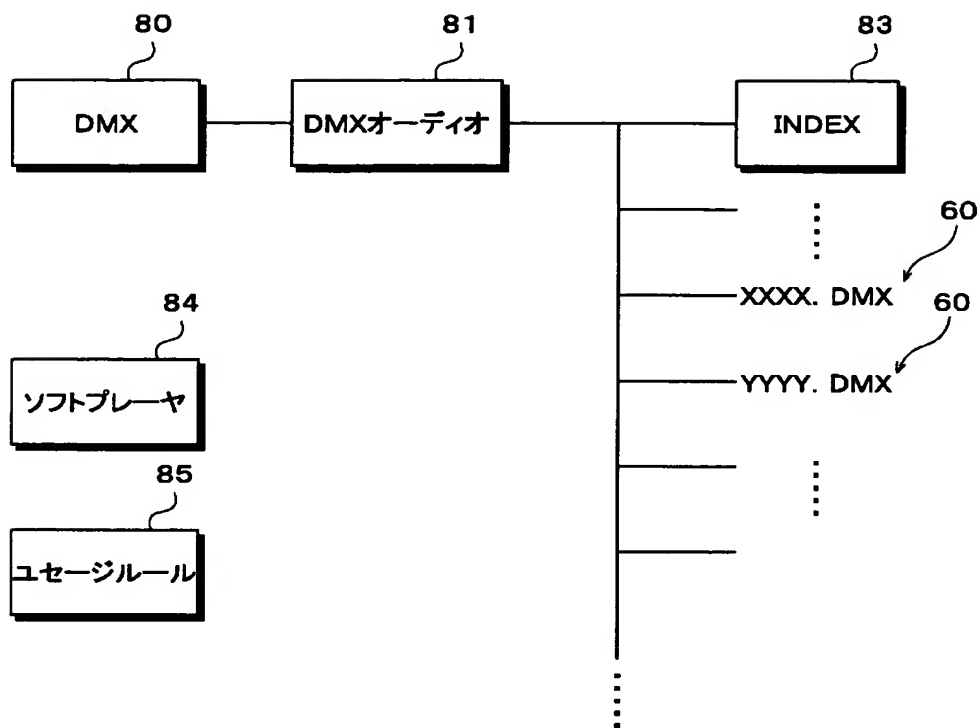 80
81
83
DMX
DMXオーディオ
INDEX
60
XXXX. DMX
60
84
YYYY. DMX
ソフトプレーヤ
85
ユセージルール